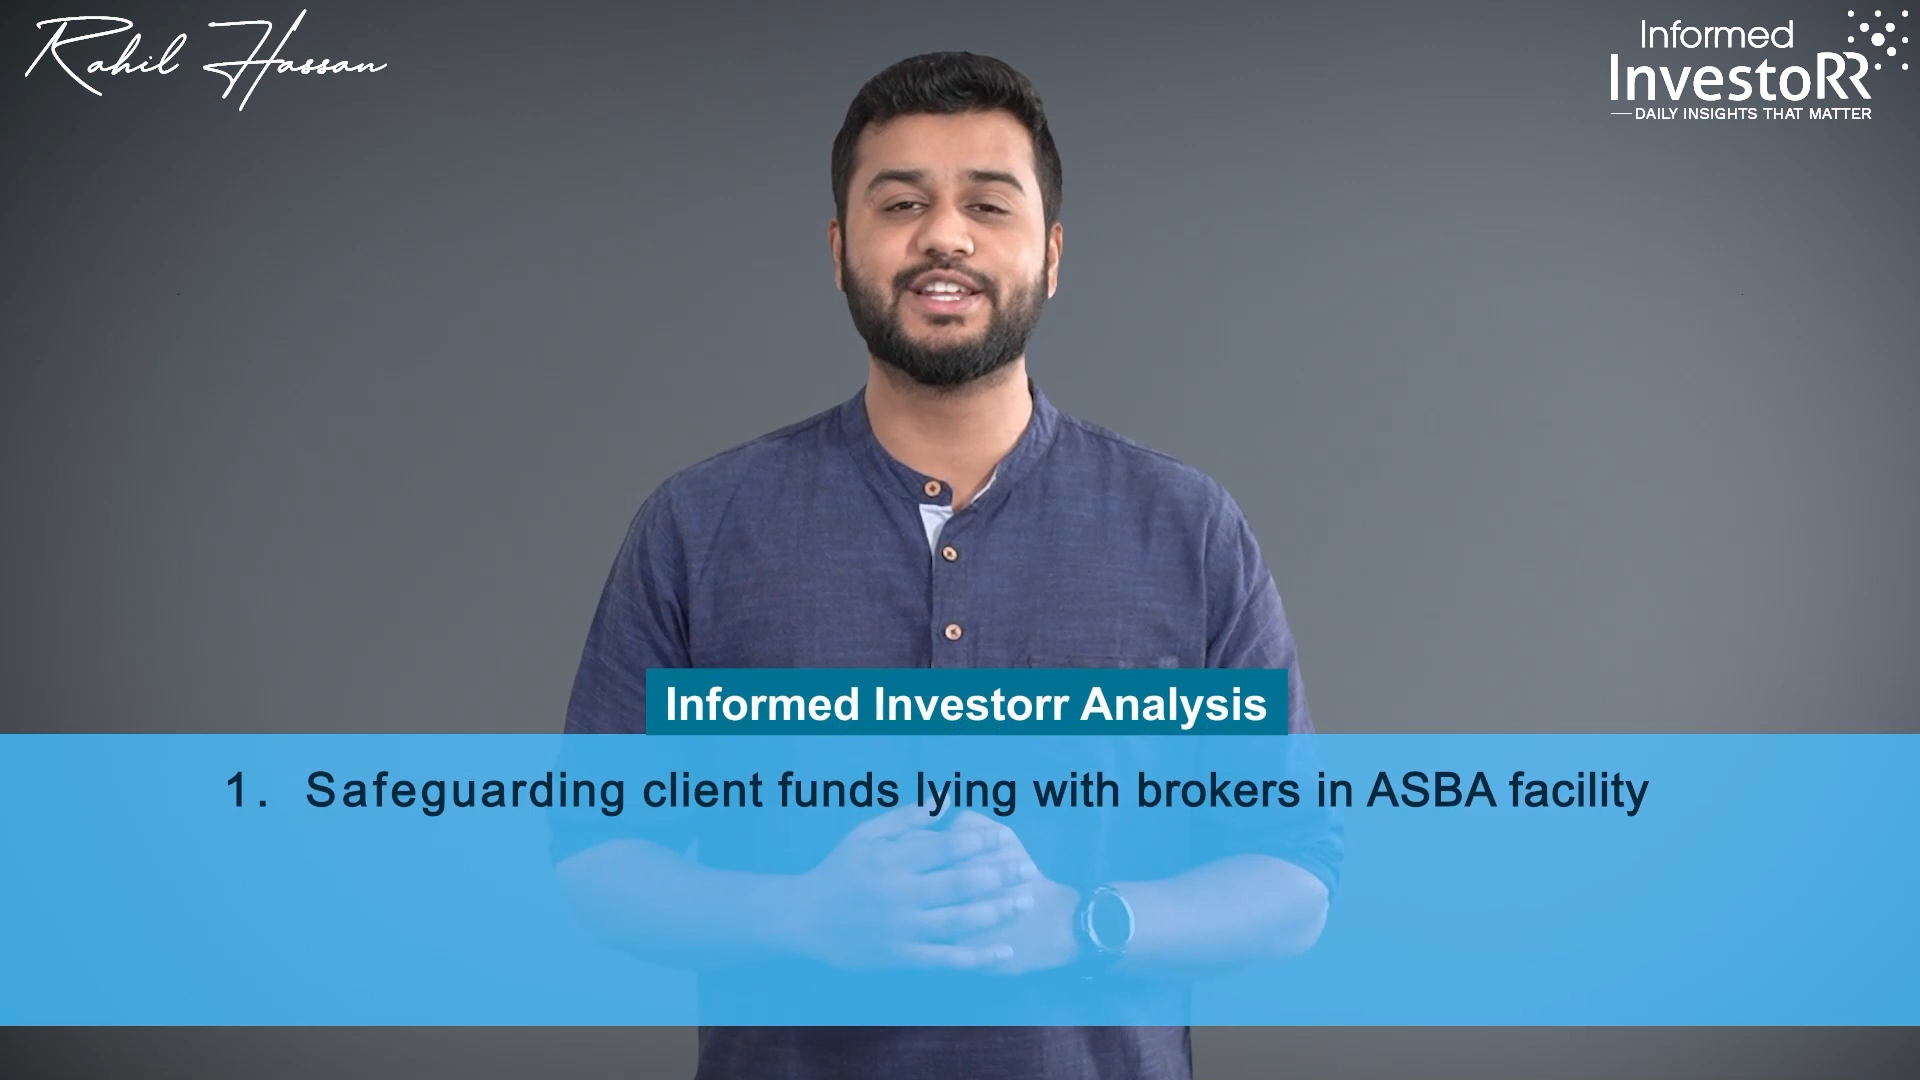 Rahil Hassan
Informed
InvestoRR
DAILY INSIGHTS THAT MATTER
Informed Investorr Analysis
1. Safeguarding client funds lying with brokers in ASBA facility